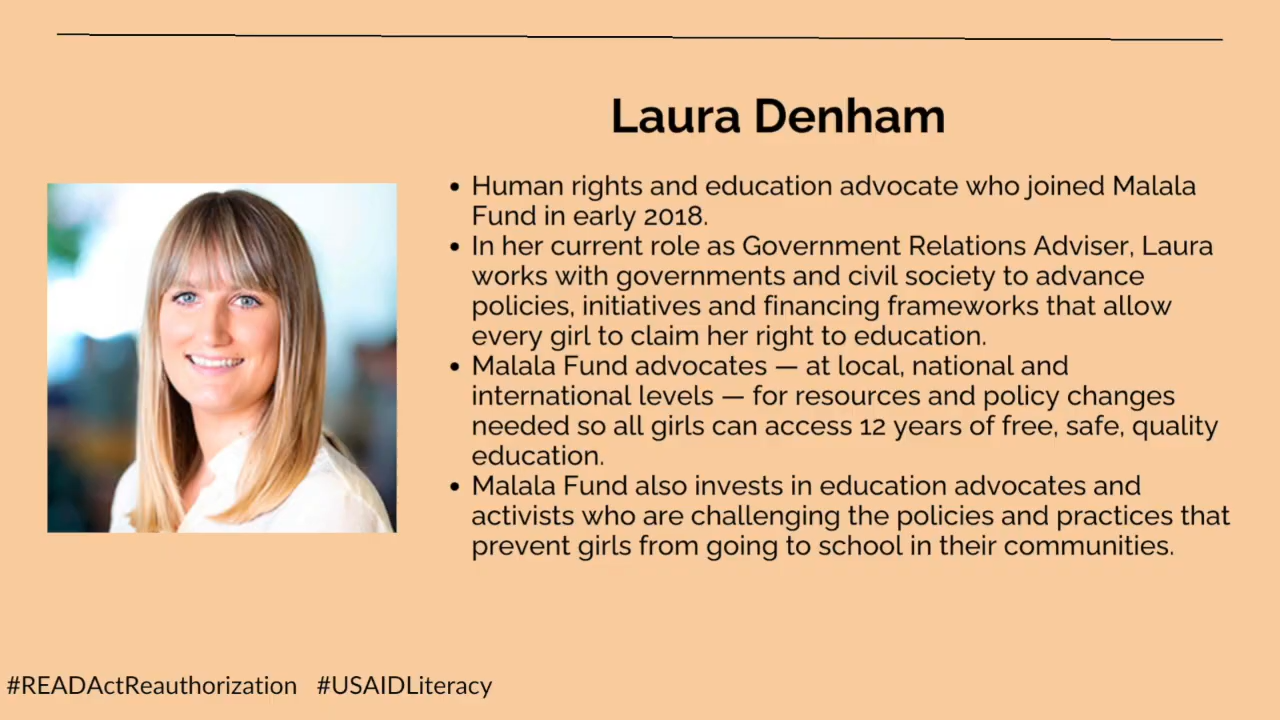 Laura Denham
• Human rights and education advocate who joined Malala
Fund in early 2018.
• In her current role as Government Relations Adviser, Laura
works with governments and civil society to advance
policies, initiatives and financing frameworks that allow
every girl to claim her right to education.
• Malala Fund advocates — at local, national and
international levels — for resources and policy changes
needed so all girls can access 12 years of free, safe, quality
education.
• Malala Fund also invests in education advocates and
activists who are challenging the policies and practices that
prevent girls from going to school in their communities.
#READActReauthorization #USAIDLiteracy